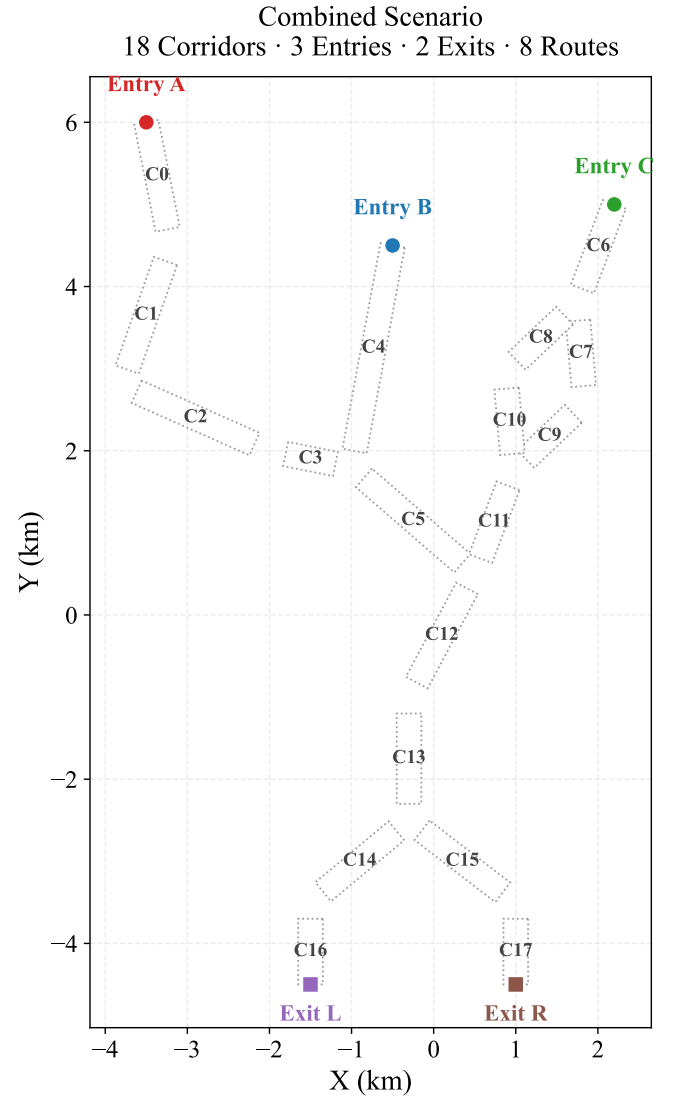 Combined Scenario
18 Corridors · 3 Entries · 2 Exits · 8 Routes
Entry A
6
C0
Entry C
Entry B
C6
4
C1
C8
C4
C7
C2
C10
C9
2
C3
C5
C11
Y (km)
0
C12
C13
−2
C14
C15
−4
C16
C17
Exit L
Exit R
−4 −3 −2 −1 0 1 2
X (km)